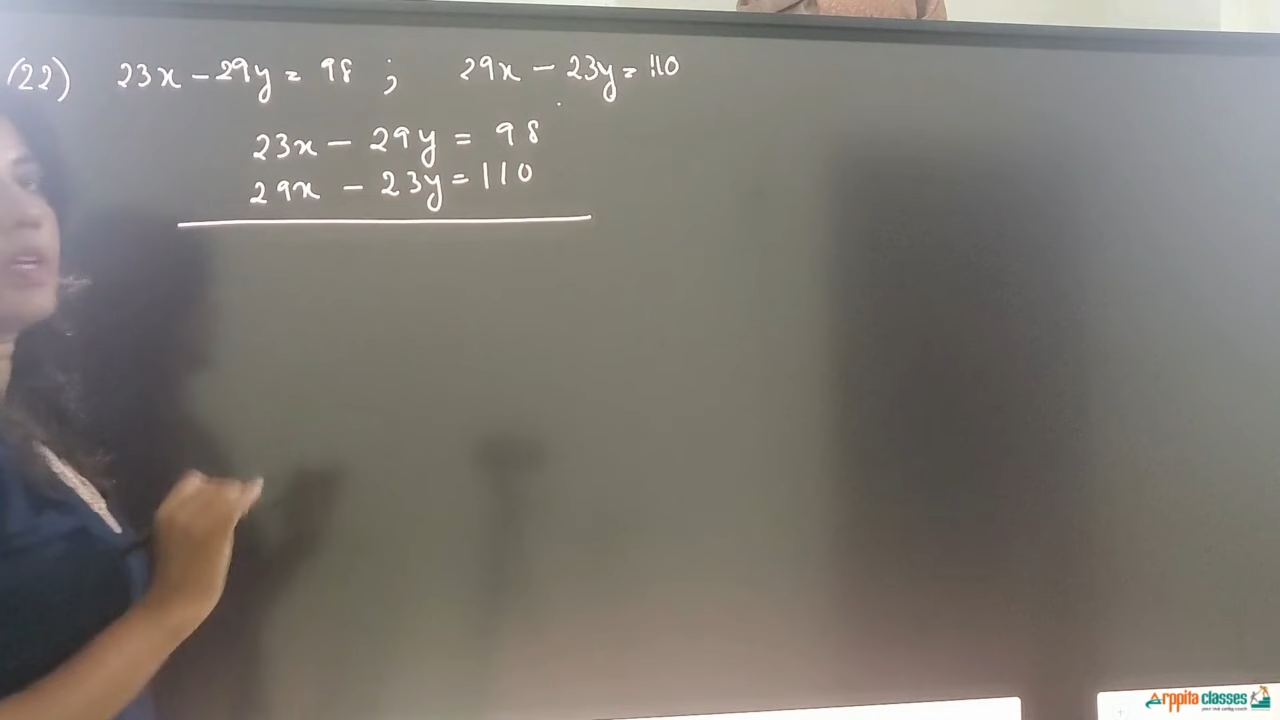 (22) 23x - 29y = 98 ; 29x - 23y = 110
23x - 29y = 98
29x - 23y = 110
Arppita classes